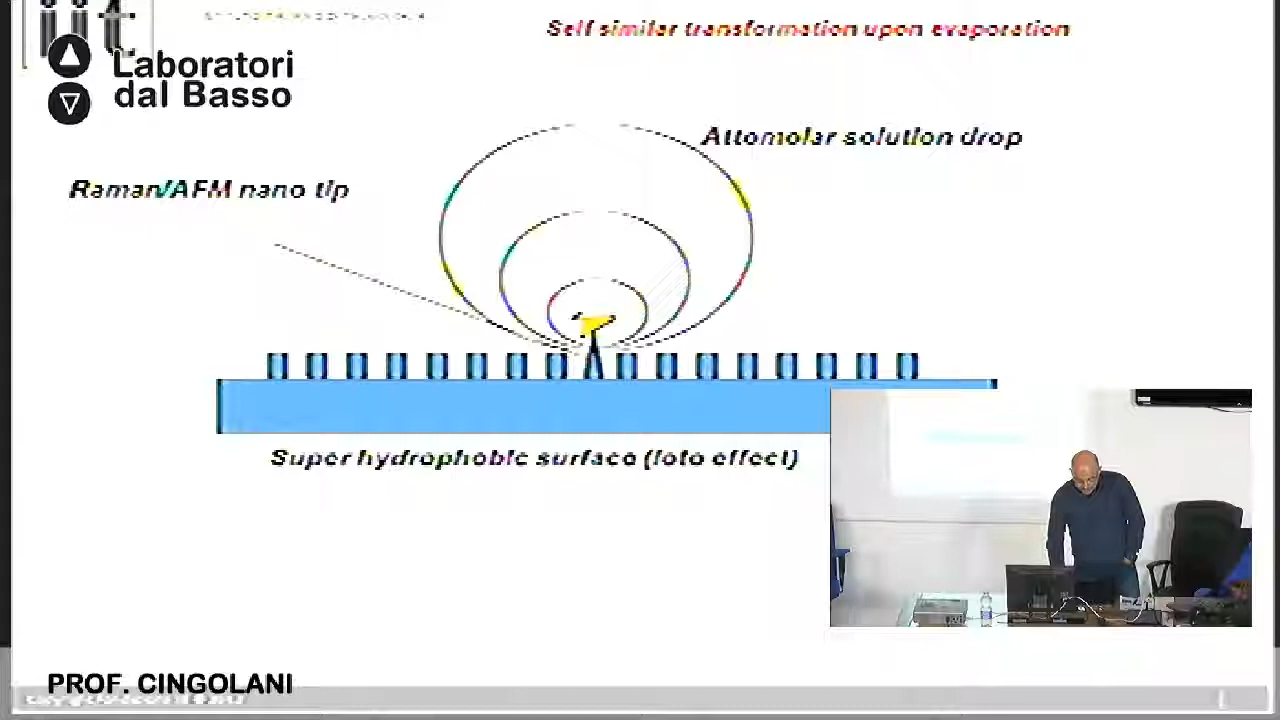 iit
Self similar transformation upon evaporation
Laboratori
dal Basso
Attomolar solution drop
Raman/AFM nano tip
Super hydrophobic surface (loto effect)
PROF. CINGOLANI